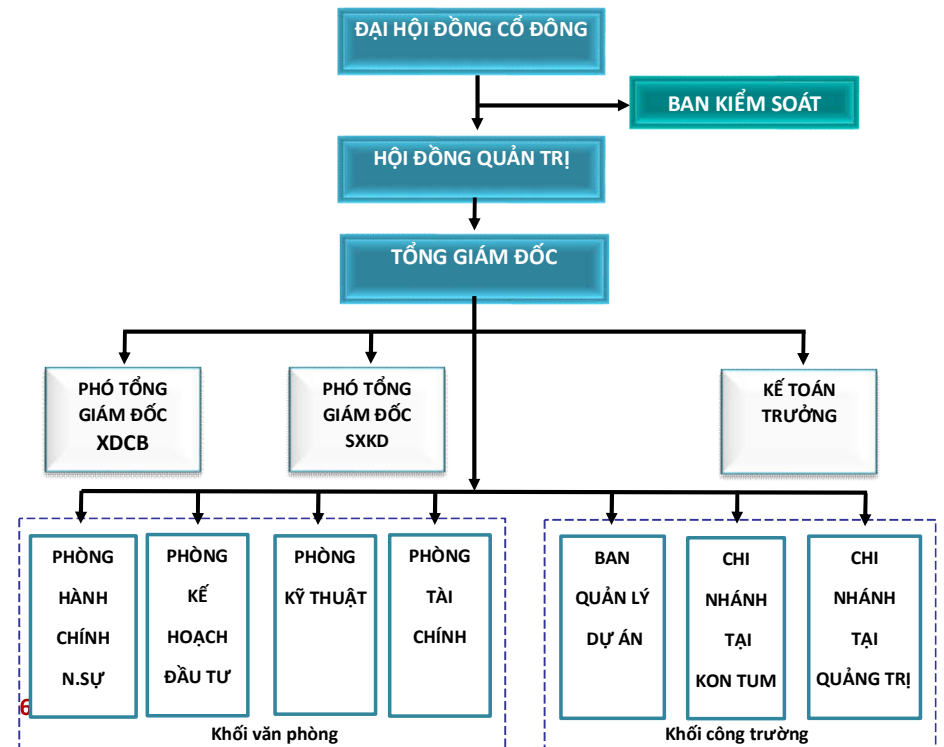 ĐẠI HỘI ĐỒNG CỔ ĐÔNG
BAN KIỂM SOÁT
HỘI ĐỒNG QUẢN TRỊ
TỔNG GIÁM ĐỐC
PHÓ TỔNG
GIÁM ĐỐC
XDCB
PHÓ TỔNG
GIÁM ĐỐC
SXKD
KẾ TOÁN
TRƯỞNG
PHÒNG
HÀNH
CHÍNH
N.SỰ
PHÒNG
KẾ
HOẠCH
ĐẦU TƯ
PHÒNG
KỸ THUẬT
PHÒNG
TÀI
CHÍNH
BAN
QUẢN LÝ
DỰ ÁN
CHI
NHÁNH
TẠI
KON TUM
CHI
NHÁNH
TẠI
QUẢNG TRỊ
6
Khối văn phòng
Khối công trường